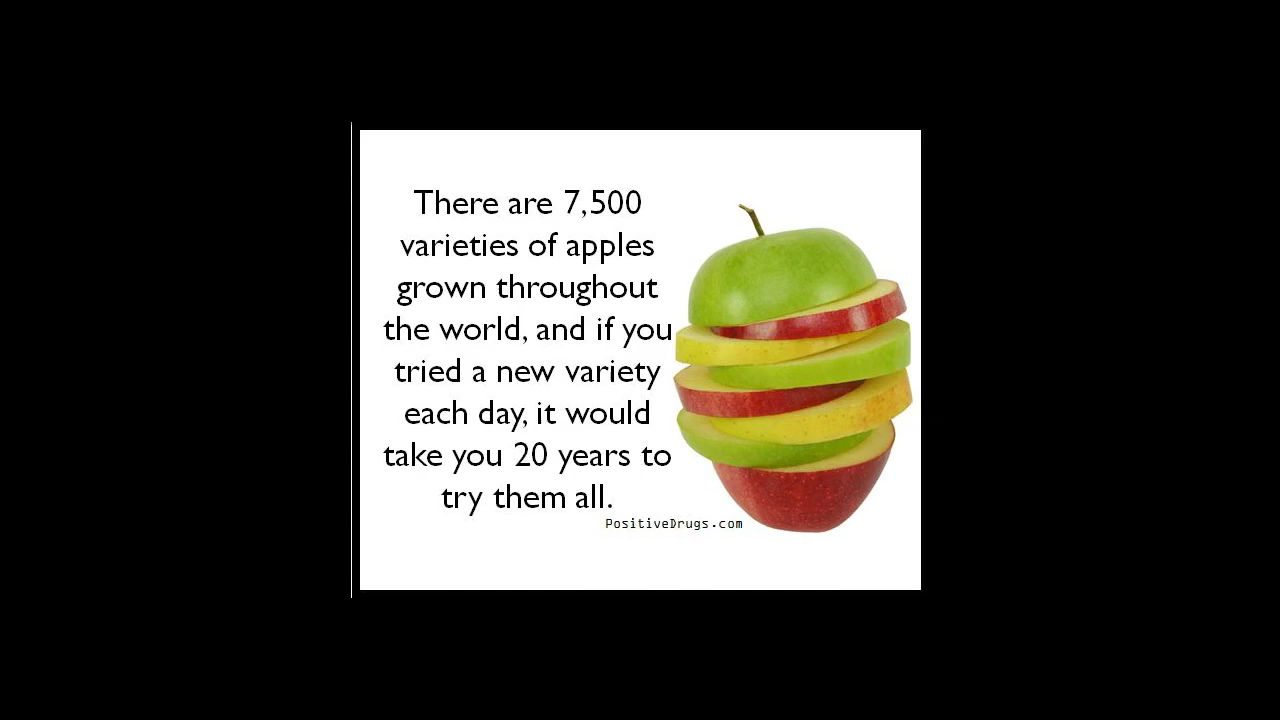 There are 7,500
varieties of apples
grown throughout
the world, and if you
tried a new variety
each day, it would
take you 20 years to
try them all.
PositiveDrugs.com